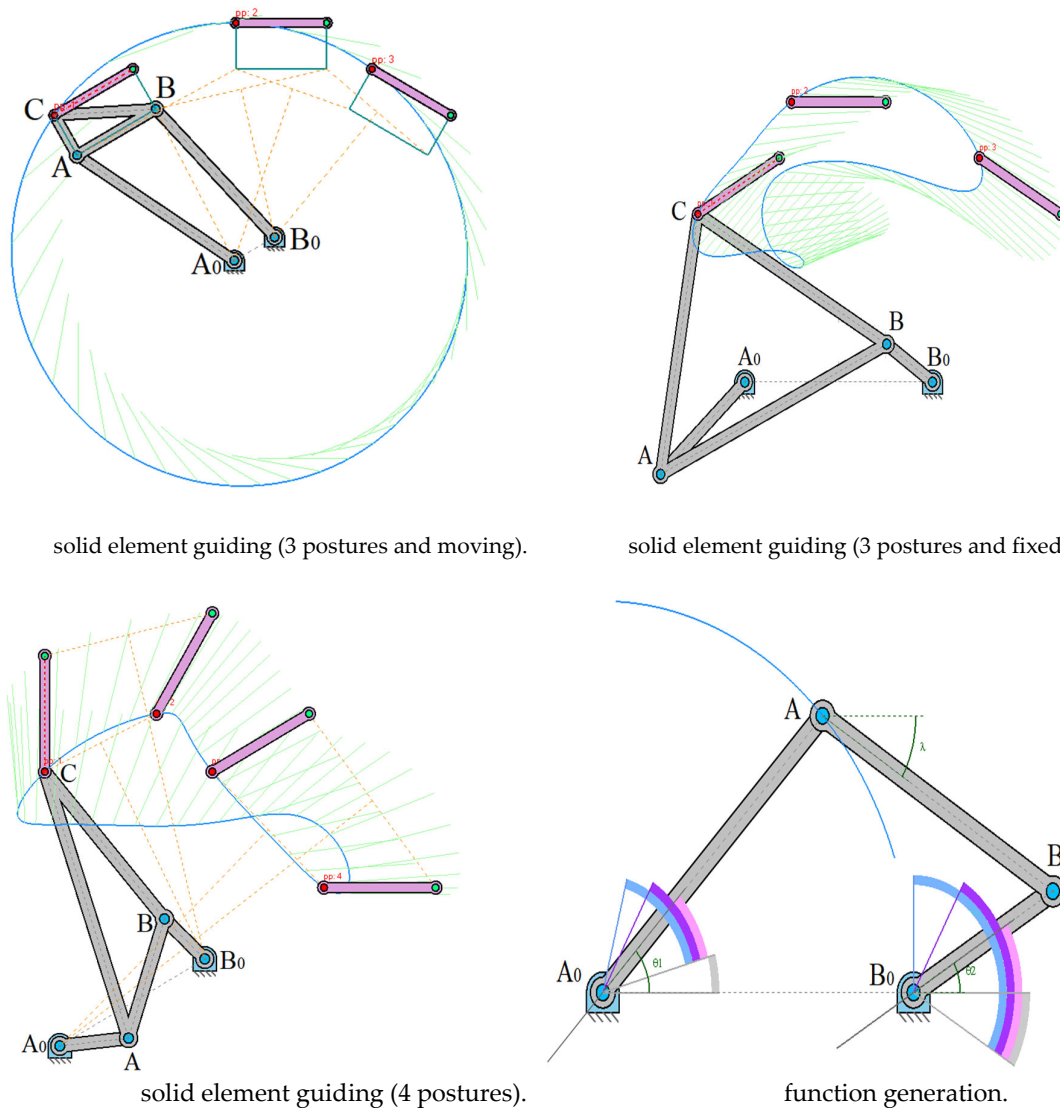 pp: 2
pp: 3
C
B
A
A0
B0
pp: 2
pp: 3
C
B
A0
B0
A
solid element guiding (3 postures and moving).
solid element guiding (3 postures and fixed
2
pp: 1
C
pp: 4
B
B0
A0
A
A
λ
B
A0
θ1
B0
θ2
solid element guiding (4 postures).
function generation.